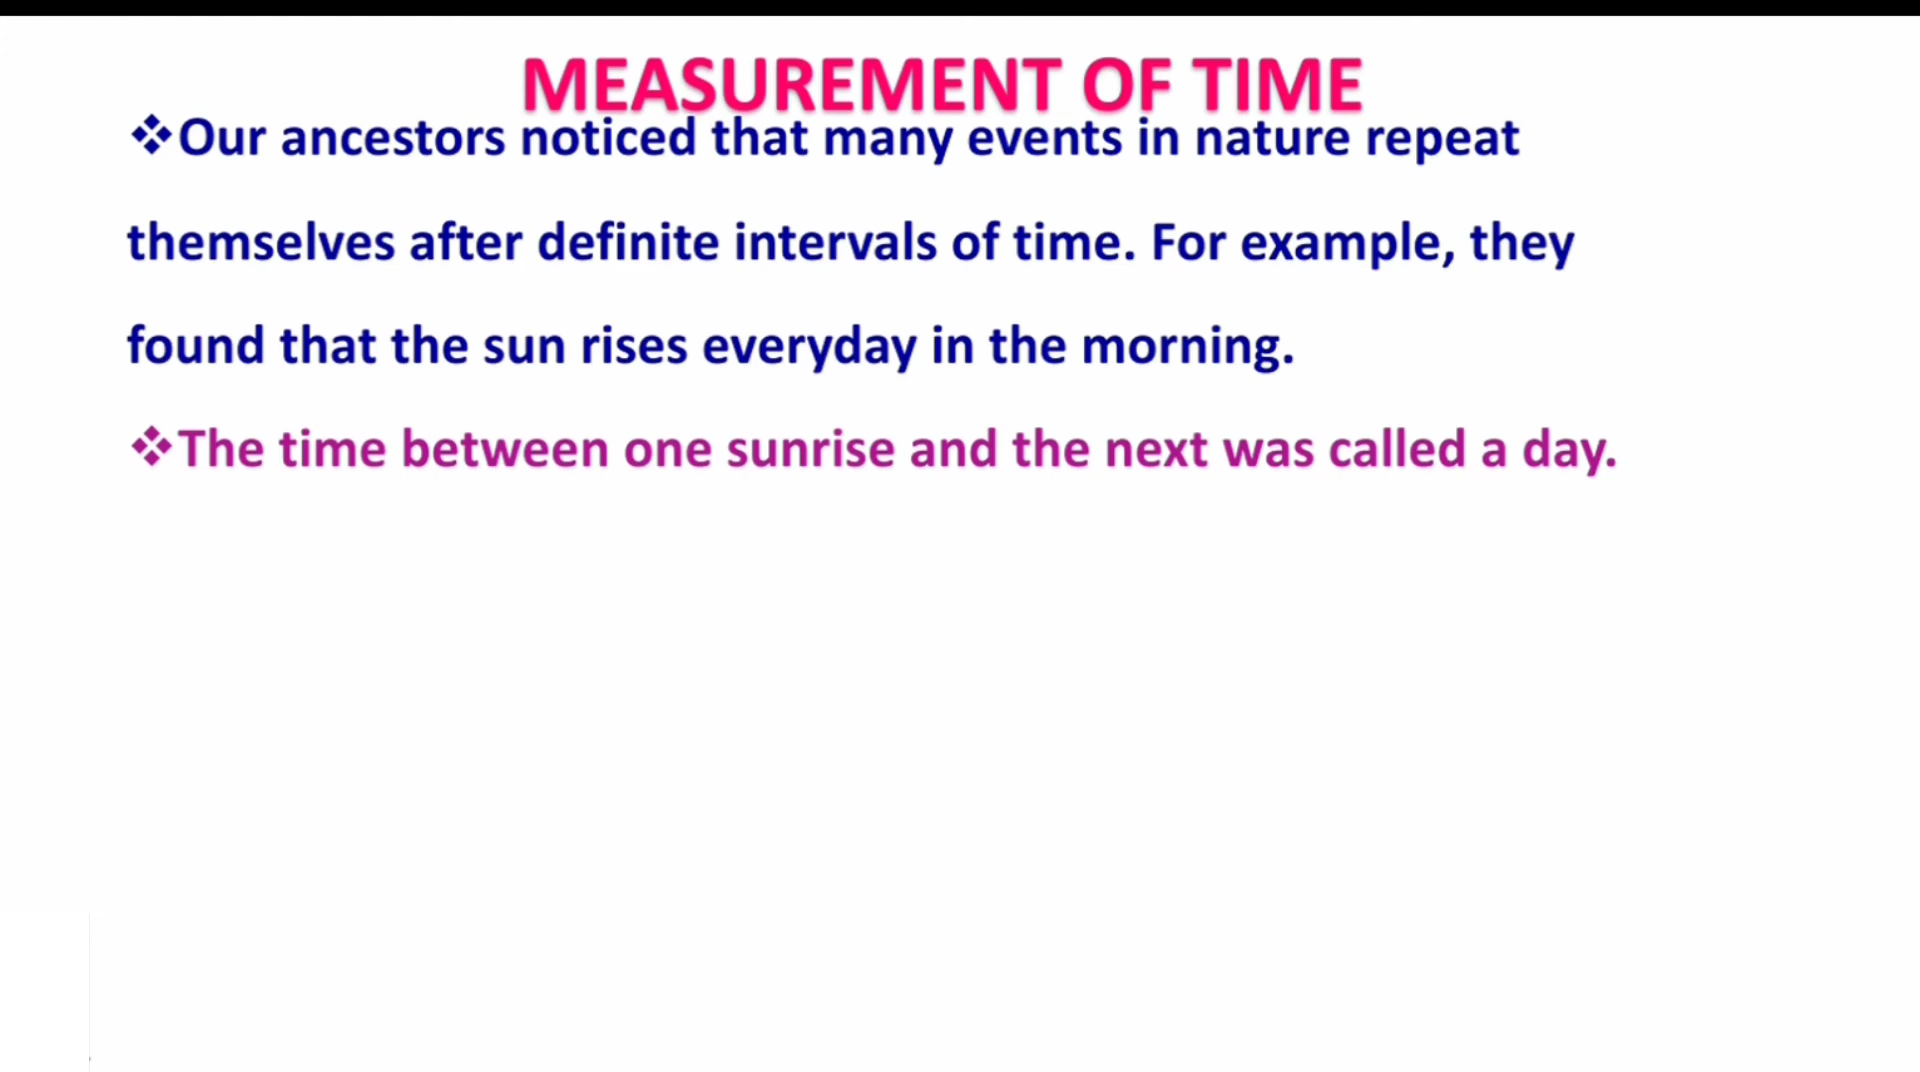 MEASUREMENT OF TIME
❖Our ancestors noticed that many events in nature repeat
themselves after definite intervals of time. For example, they
found that the sun rises everyday in the morning.
❖The time between one sunrise and the next was called a day.